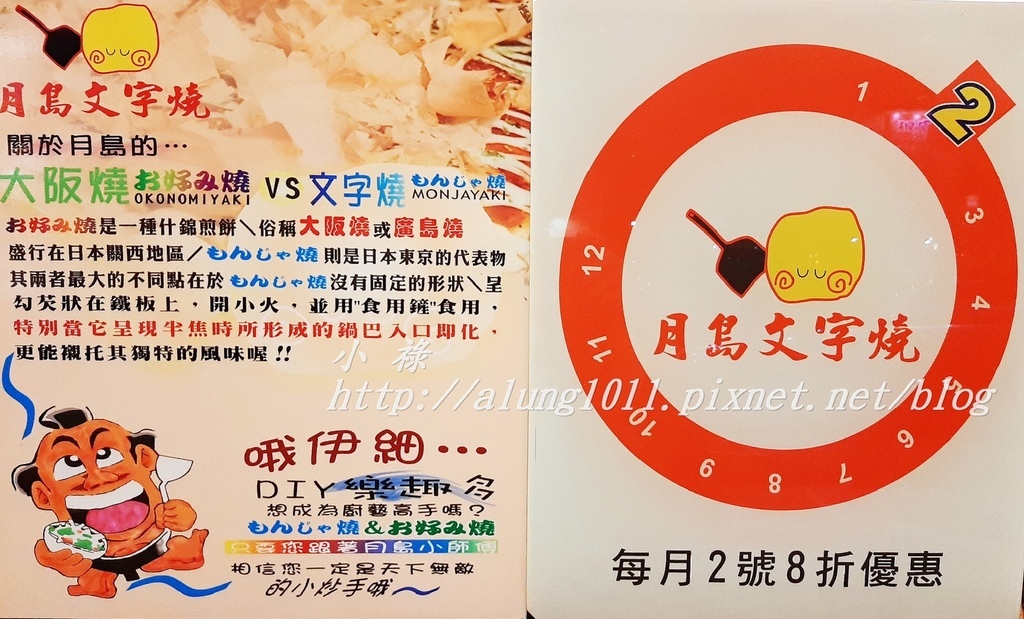 月島文字燒
關於月島的…
大阪燒 お好み燒 OKONOMIYAKI VS 文字燒 もんじゃ燒 MONJAYAKI
お好み燒是一種什錦煎餅＼俗稱大阪燒或廣島燒
盛行在日本關西地區／もんじゃ燒則是日本東京的代表物
其兩者最大的不同點在於もんじゃ燒沒有固定的形狀＼呈
勾芡狀在鐵板上，開小火，並用"食用鏟"食用，
特別當它呈現半焦時所形成的鍋巴入口即化，
更能襯托其獨特的風味喔!!
哦伊細…
DIY樂趣多
想成為廚藝高手嗎？
もんじゃ燒&お好み燒
只要您跟著月島小師傅
相信您一定是天下無敵
的小炒手哦～
1
2
3
4
5
6
7
8
9
10
11
12
月島文字燒
每月2號8折優惠
小祿
http://alung1011.pixnet.net/blog